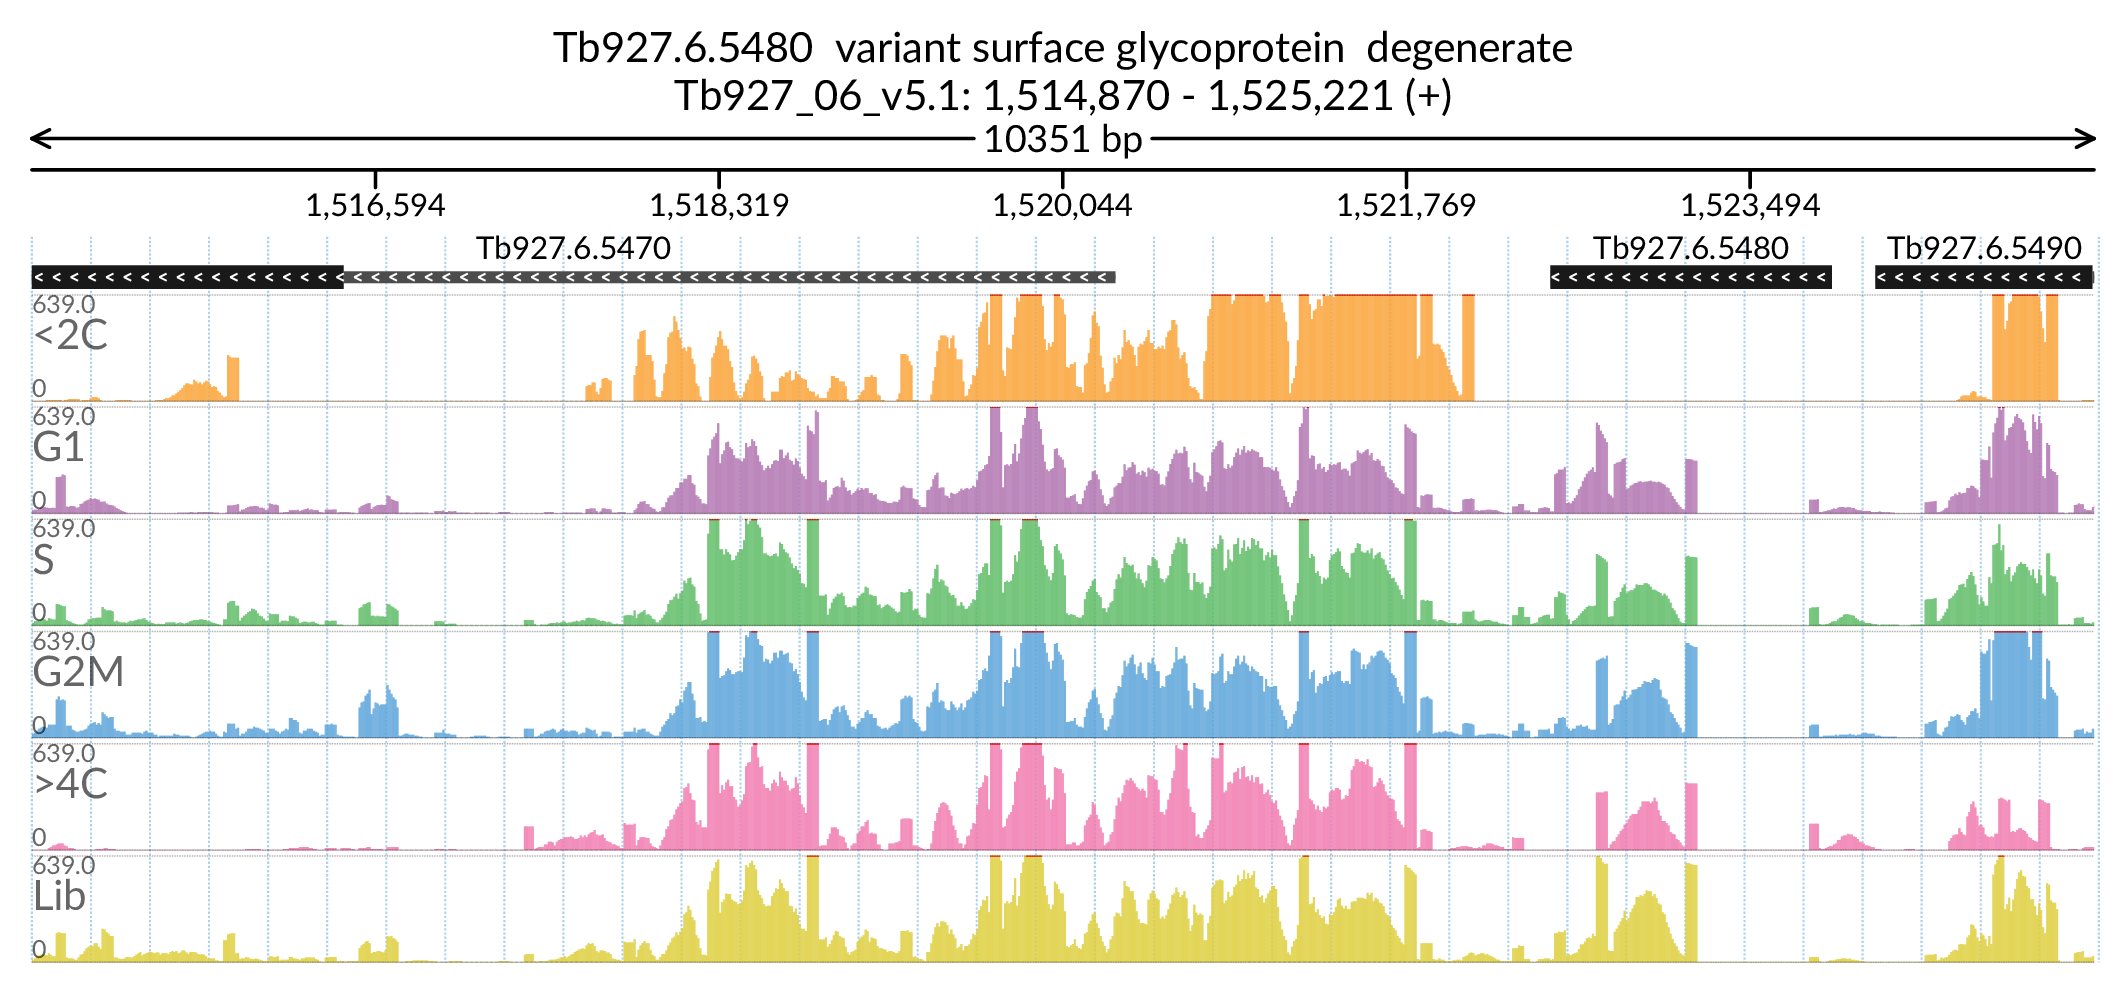 Tb927.6.5480 variant surface glycoprotein degenerate
Tb927_06_v5.1: 1,514,870 - 1,525,221 (+)
10351 bp
1,516,594 1,518,319 1,520,044 1,521,769 1,523,494
Tb927.6.5470 Tb927.6.5480 Tb927.6.5490
639.0
<2C
0
639.0
G1
0
639.0
S
0
639.0
G2M
0
639.0
>4C
0
639.0
Lib
0